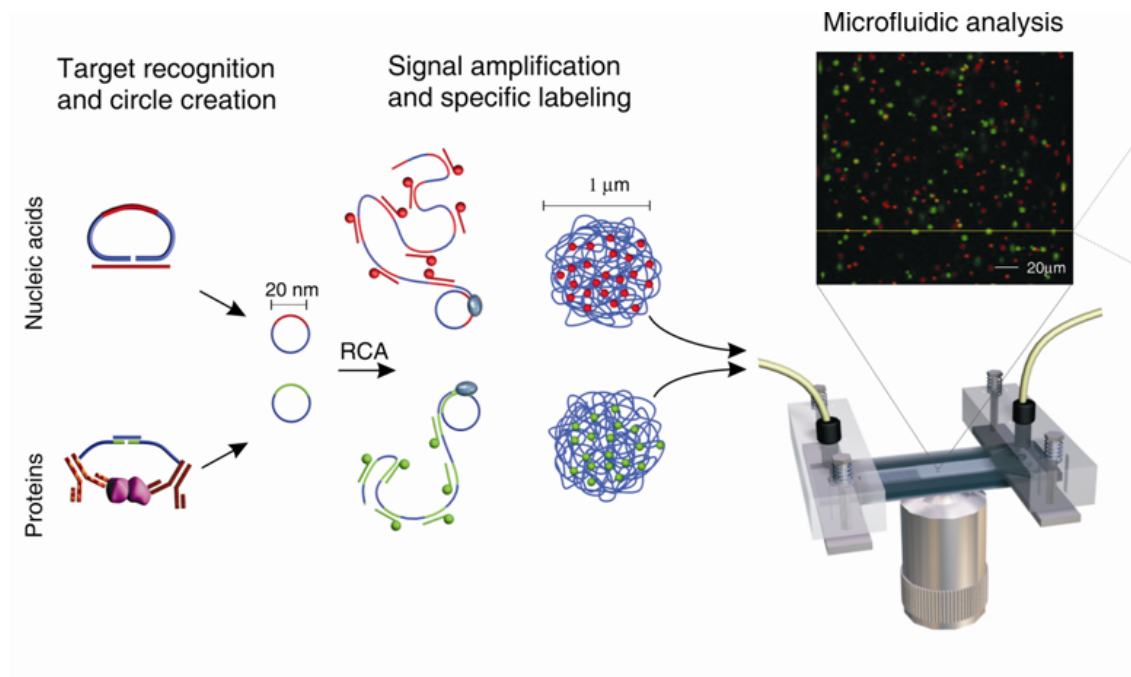 Microfluidic analysis
Target recognition
and circle creation
Signal amplification
and specific labeling
Nucleic acids
1 µm
20µm
20 nm
RCA
Proteins